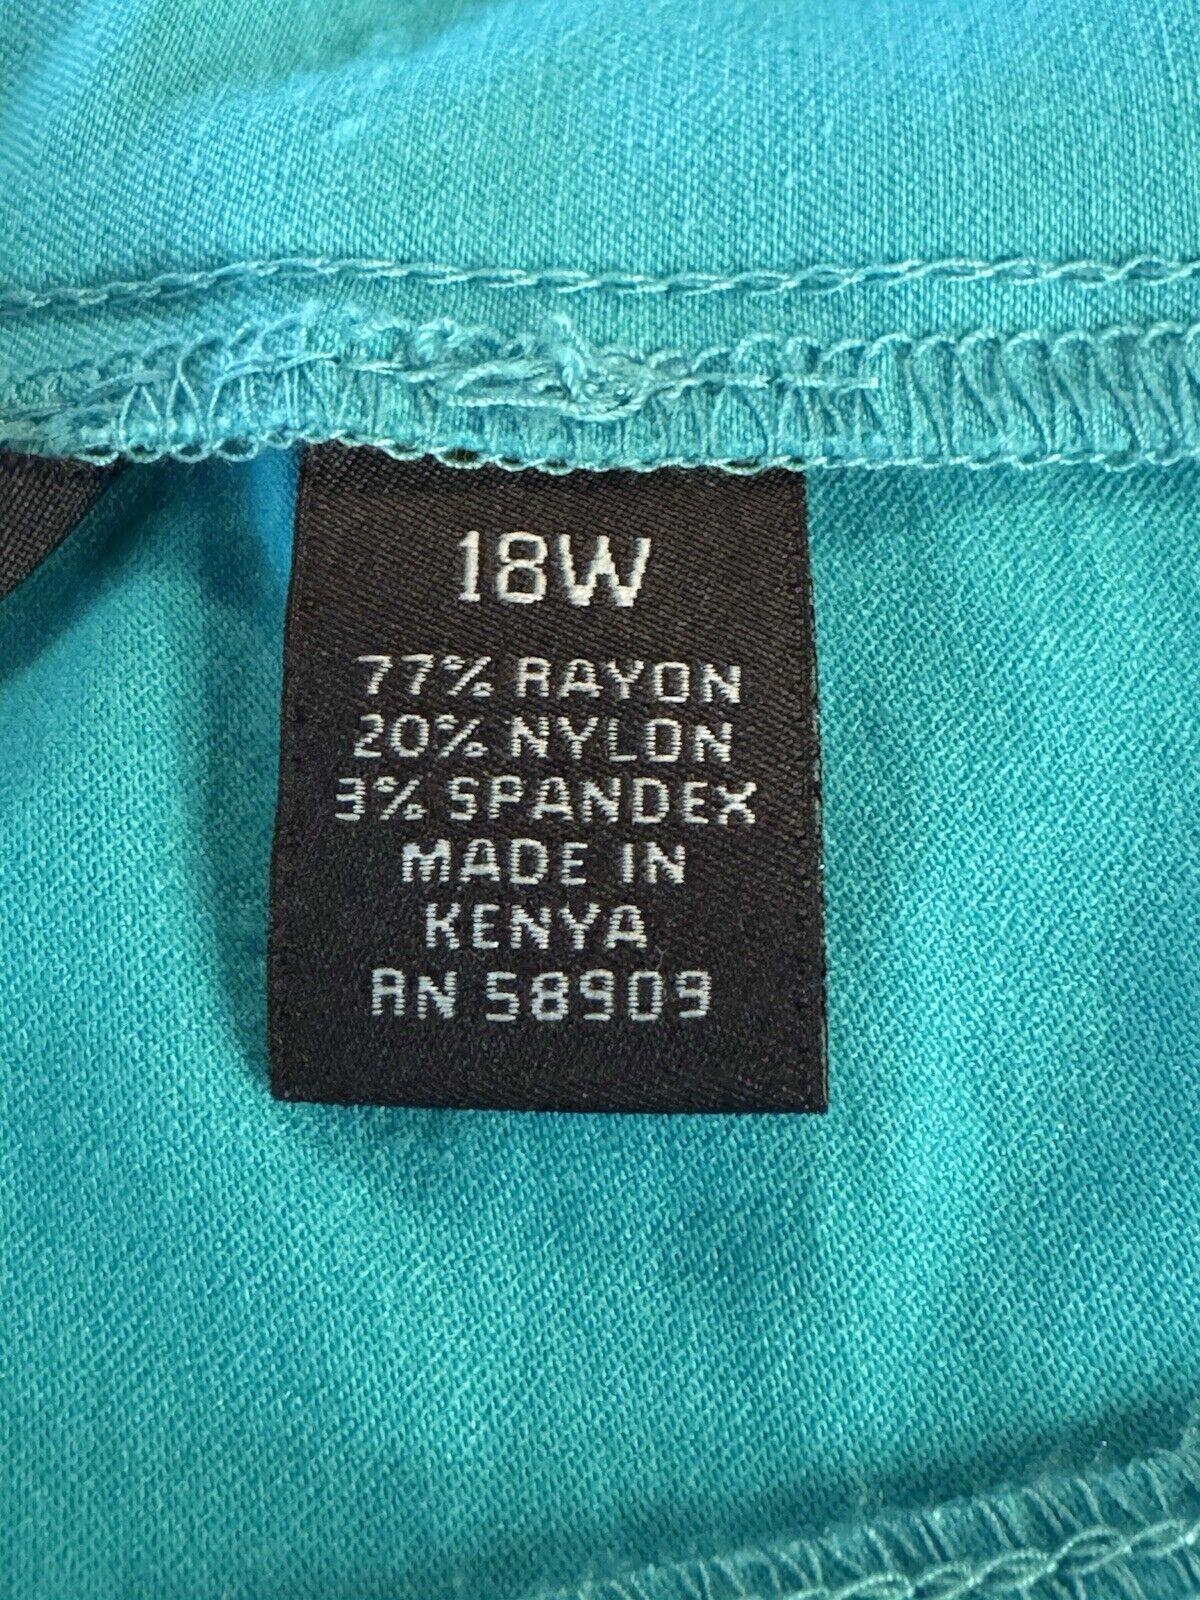 18W
77% RAYON
20% NYLON
3% SPANDEX
MADE IN
KENYA
RN 58909